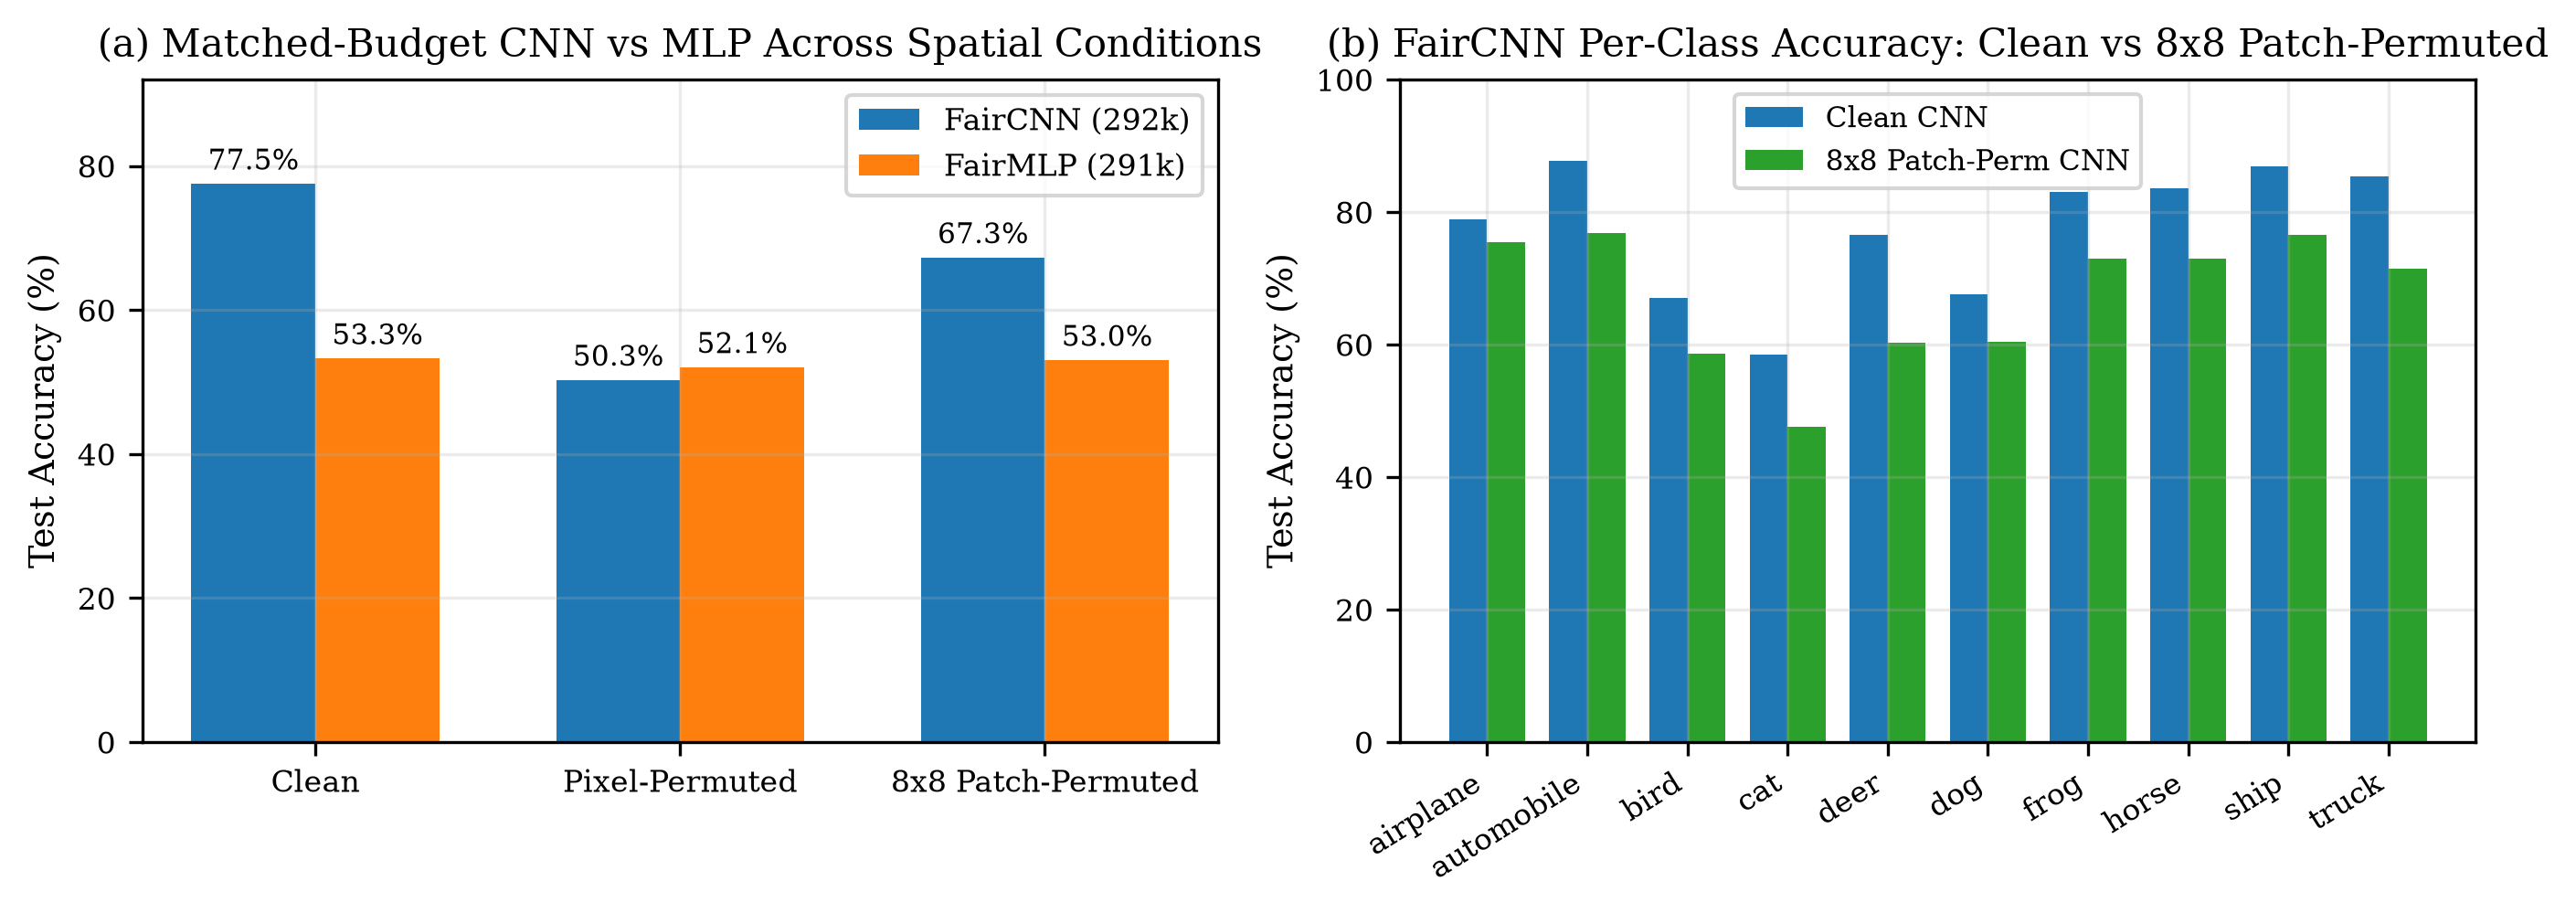 (a) Matched-Budget CNN vs MLP Across Spatial Conditions
Test Accuracy (%)
80
60
40
20
0
FairCNN (292k)
FairMLP (291k)
77.5%
53.3%
50.3%
52.1%
67.3%
53.0%
Clean
Pixel-Permuted
8x8 Patch-Permuted
(b) FairCNN Per-Class Accuracy: Clean vs 8x8 Patch-Permuted
Test Accuracy (%)
100
80
60
40
20
0
Clean CNN
8x8 Patch-Perm CNN
airplane
automobile
bird
cat
deer
dog
frog
horse
ship
truck